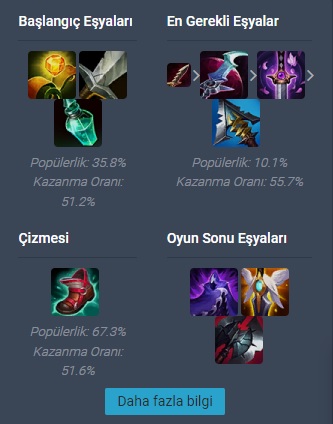 Başlangıç Eşyaları
Popülerlik: 35.8%
Kazanma Oranı:
51.2%
En Gerekli Eşyalar
Popülerlik: 10.1%
Kazanma Oranı: 55.7%
Çizmesi
Popülerlik: 67.3%
Kazanma Oranı:
51.6%
Oyun Sonu Eşyaları
Daha fazla bilgi